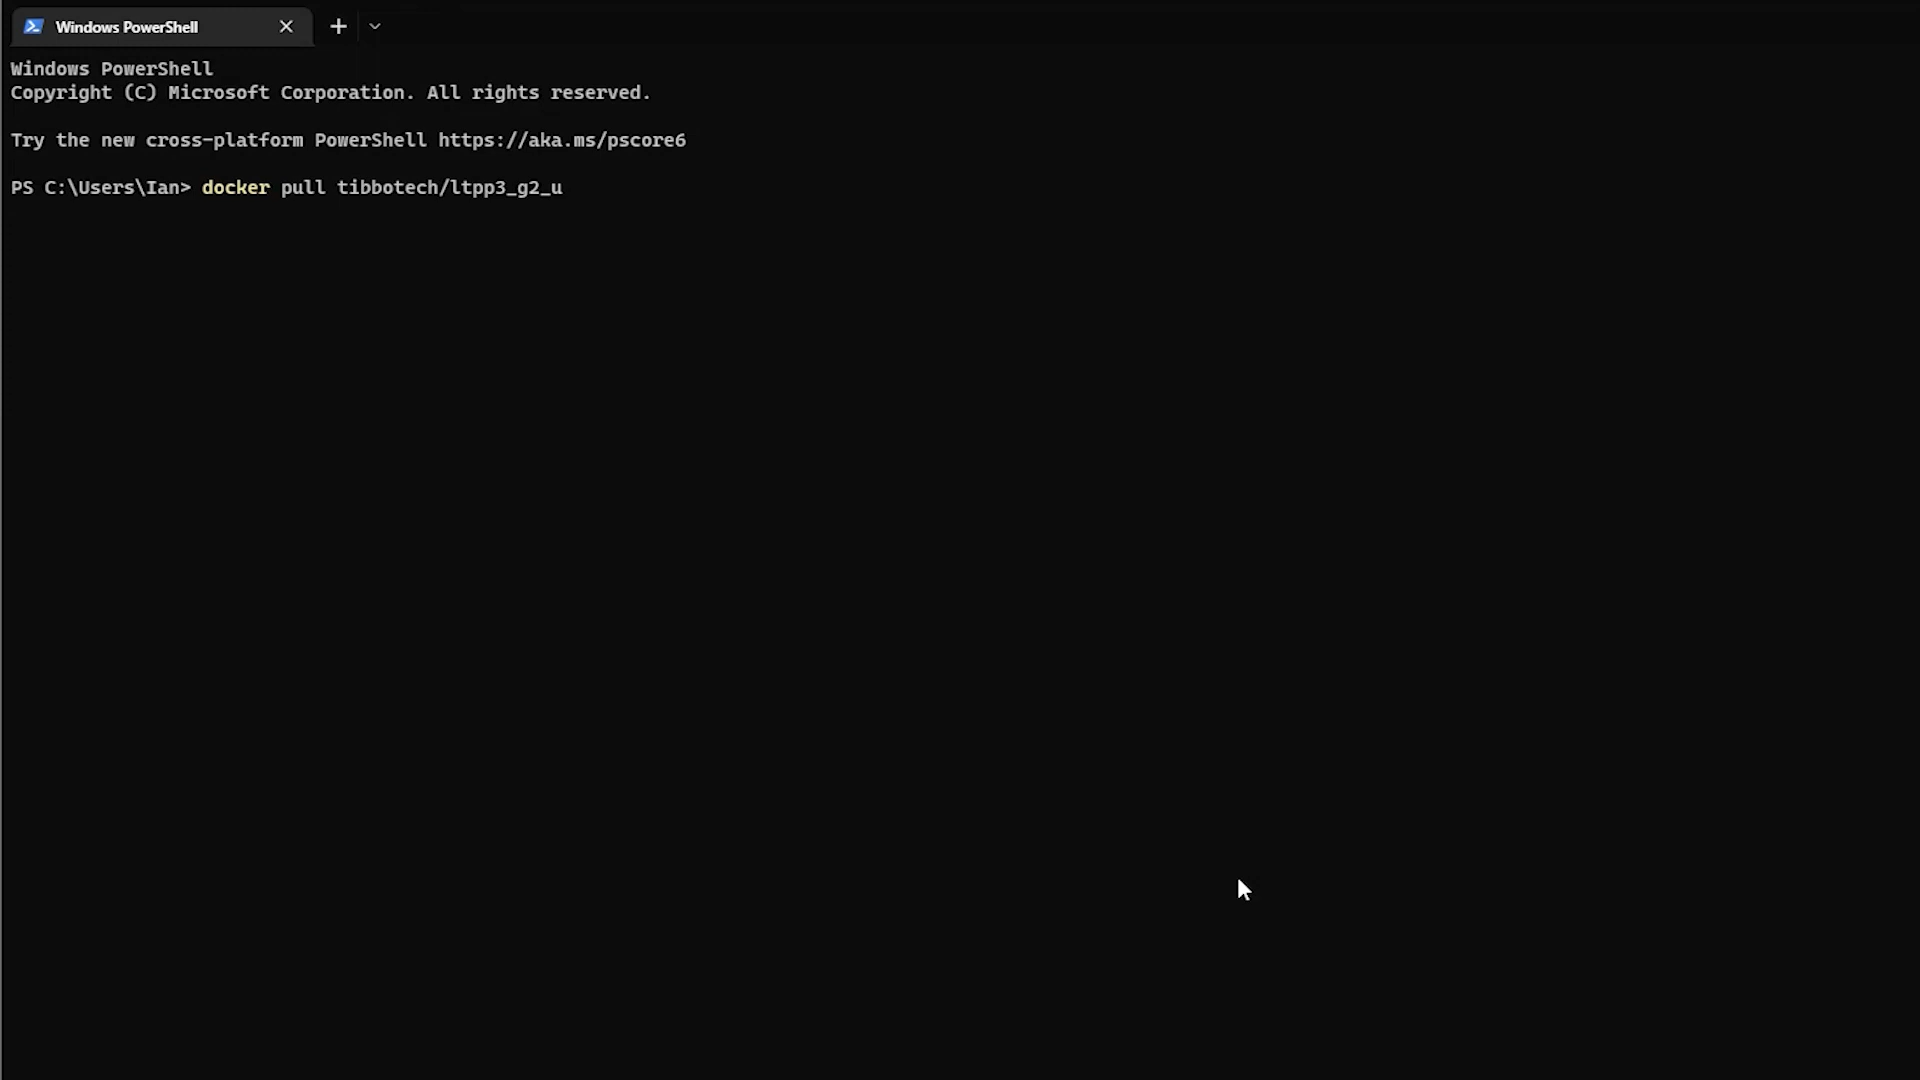 Windows PowerShell
Windows PowerShell
Copyright (C) Microsoft Corporation. All rights reserved.
Try the new cross-platform PowerShell https://aka.ms/pscore6
PS C:\Users\Ian> docker pull tibbotech/ltpp3_g2_u